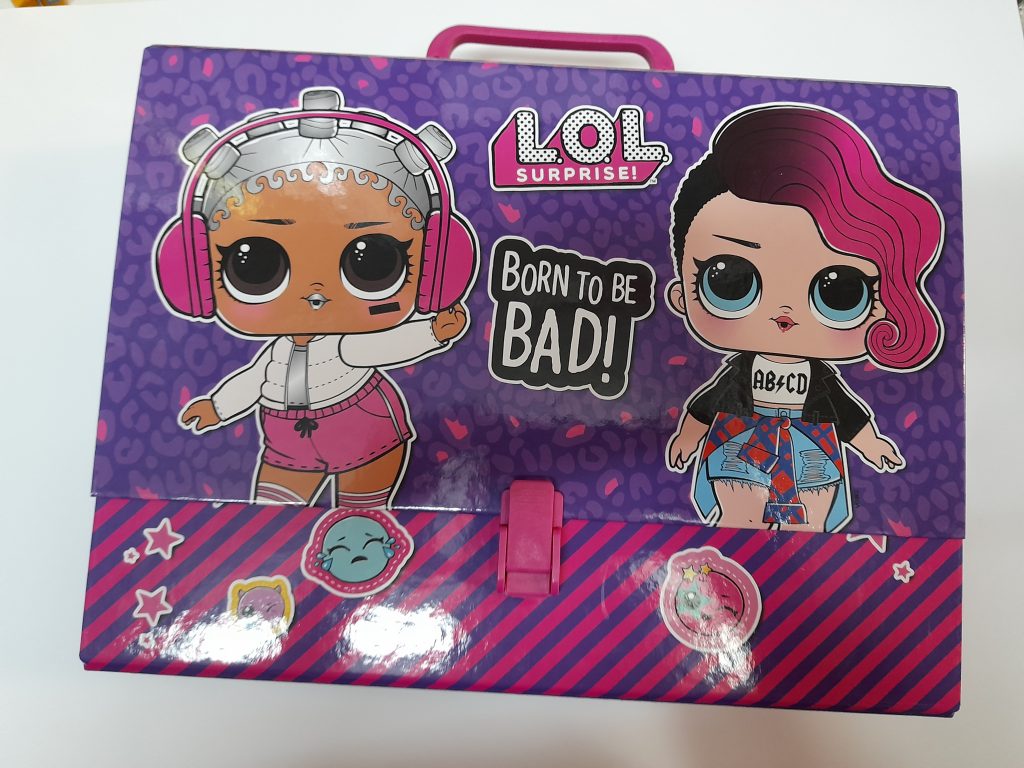 L.O.L.
SURPRISE!
BORN TO BE
BAD!
AB⚡CD